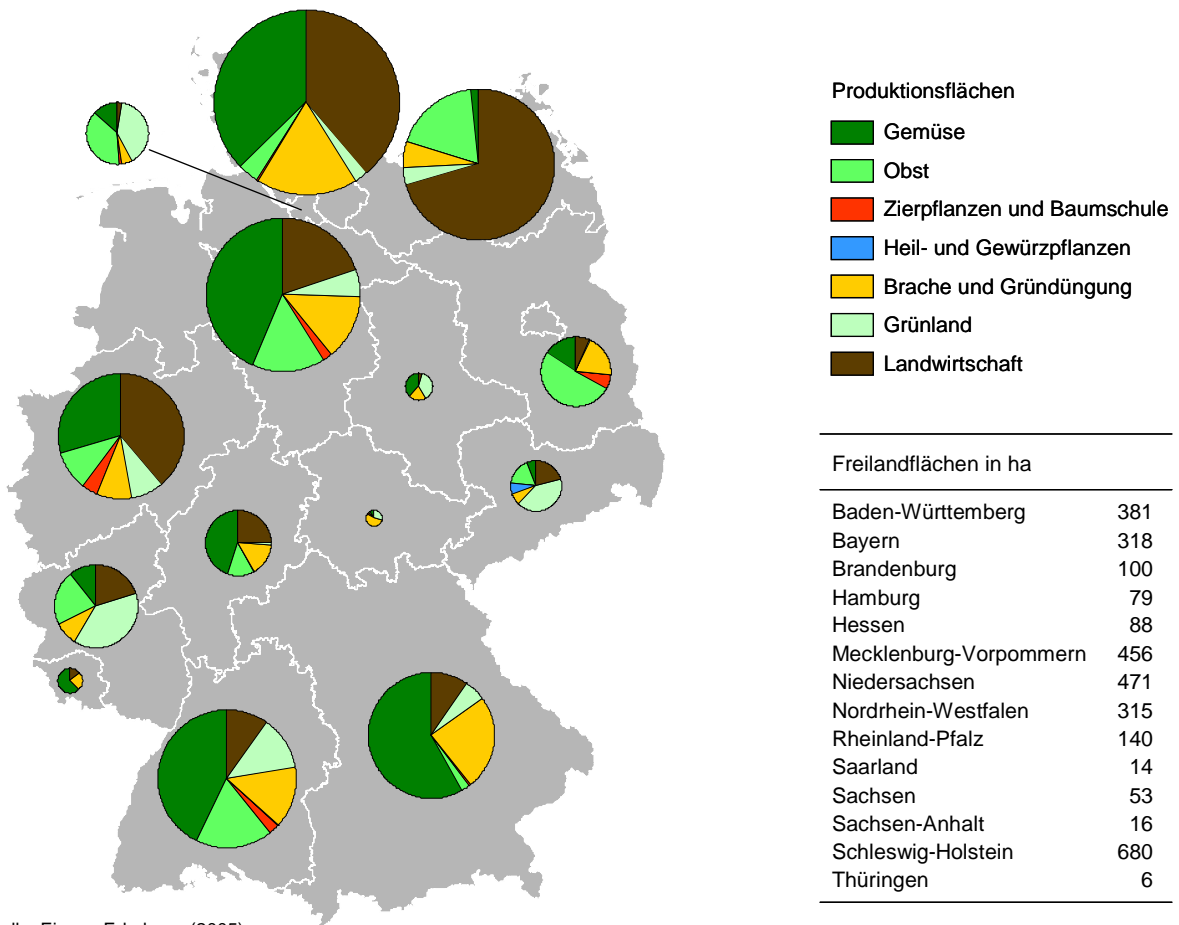 Produktionsflächen
Gemüse
Obst
Zierpflanzen und Baumschule
Heil- und Gewürzpflanzen
Brache und Gründüngung
Grünland
Landwirtschaft
Freilandflächen in ha
Baden-Württemberg 381
Bayern 318
Brandenburg 100
Hamburg 79
Hessen 88
Mecklenburg-Vorpommern 456
Niedersachsen 471
Nordrhein-Westfalen 315
Rheinland-Pfalz 140
Saarland 14
Sachsen 53
Sachsen-Anhalt 16
Schleswig-Holstein 680
Thüringen 6